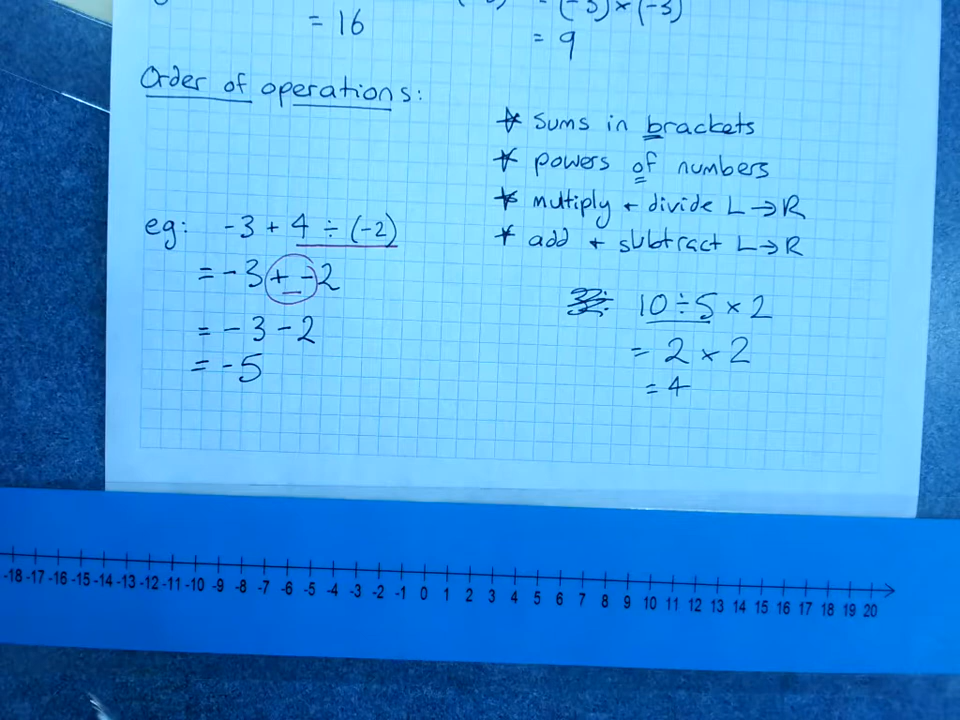 = 16
= (-3) × (-3)
= 9
Order of operations:
* sums in brackets
* powers of numbers
* multiply + divide L → R
* add + subtract L → R
eg: -3 + 4 ÷ (-2)
= -3 + -2
= -3 - 2
= -5
10 ÷ 5 × 2
= 2 × 2
= 4
-18 -17 -16 -15 -14 -13 -12 -11 -10 -9 -8 -7 -6 -5 -4 -3 -2 -1 0 1 2 3 4 5 6 7 8 9 10 11 12 13 14 15 16 17 18 19 20